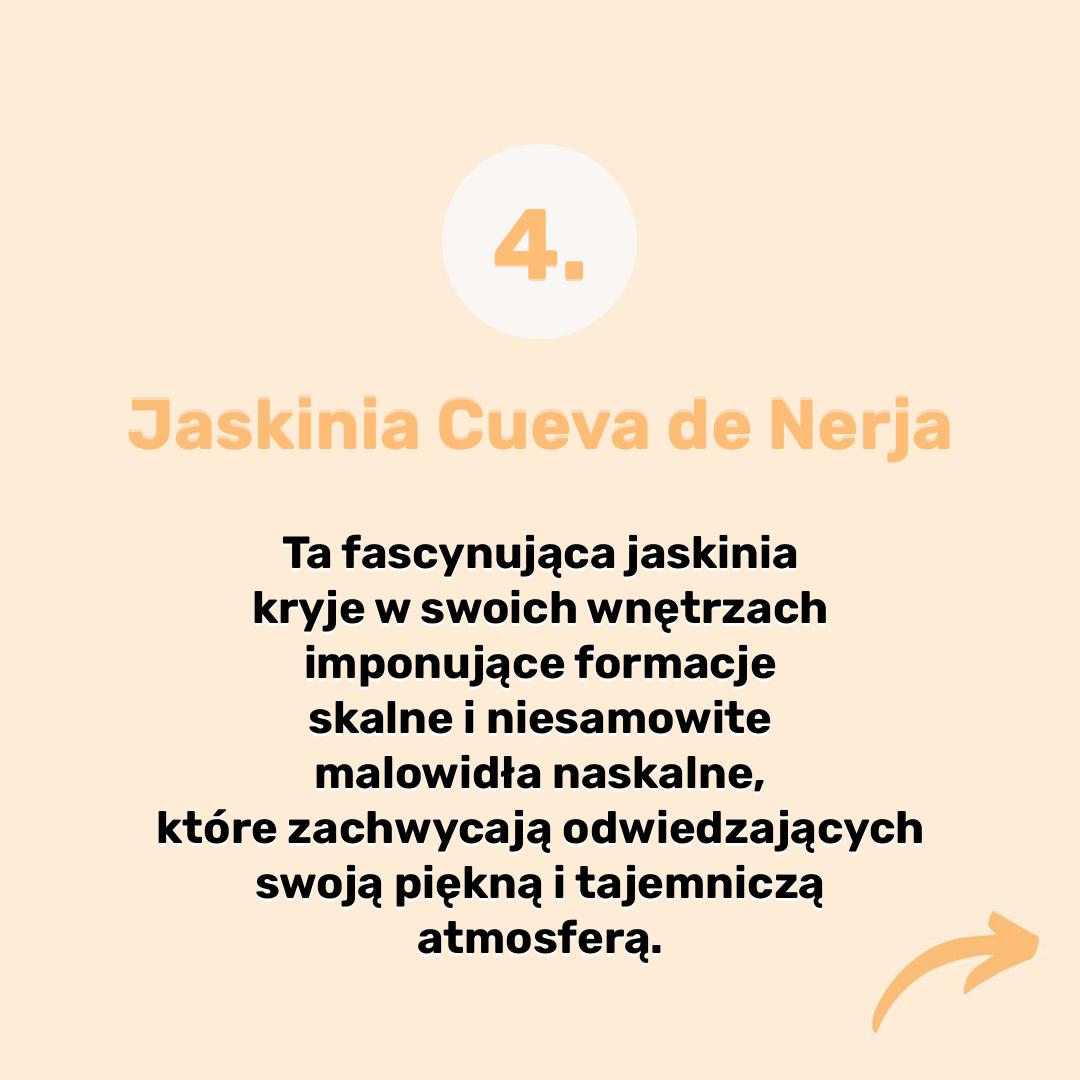 4.
Jaskinia Cueva de Nerja
Ta fascynująca jaskinia
kryje w swoich wnętrzach
imponujące formacje
skalne i niesamowite
malowidła naskalne,
które zachwycają odwiedzających
swoją piękną i tajemniczą
atmosferą.